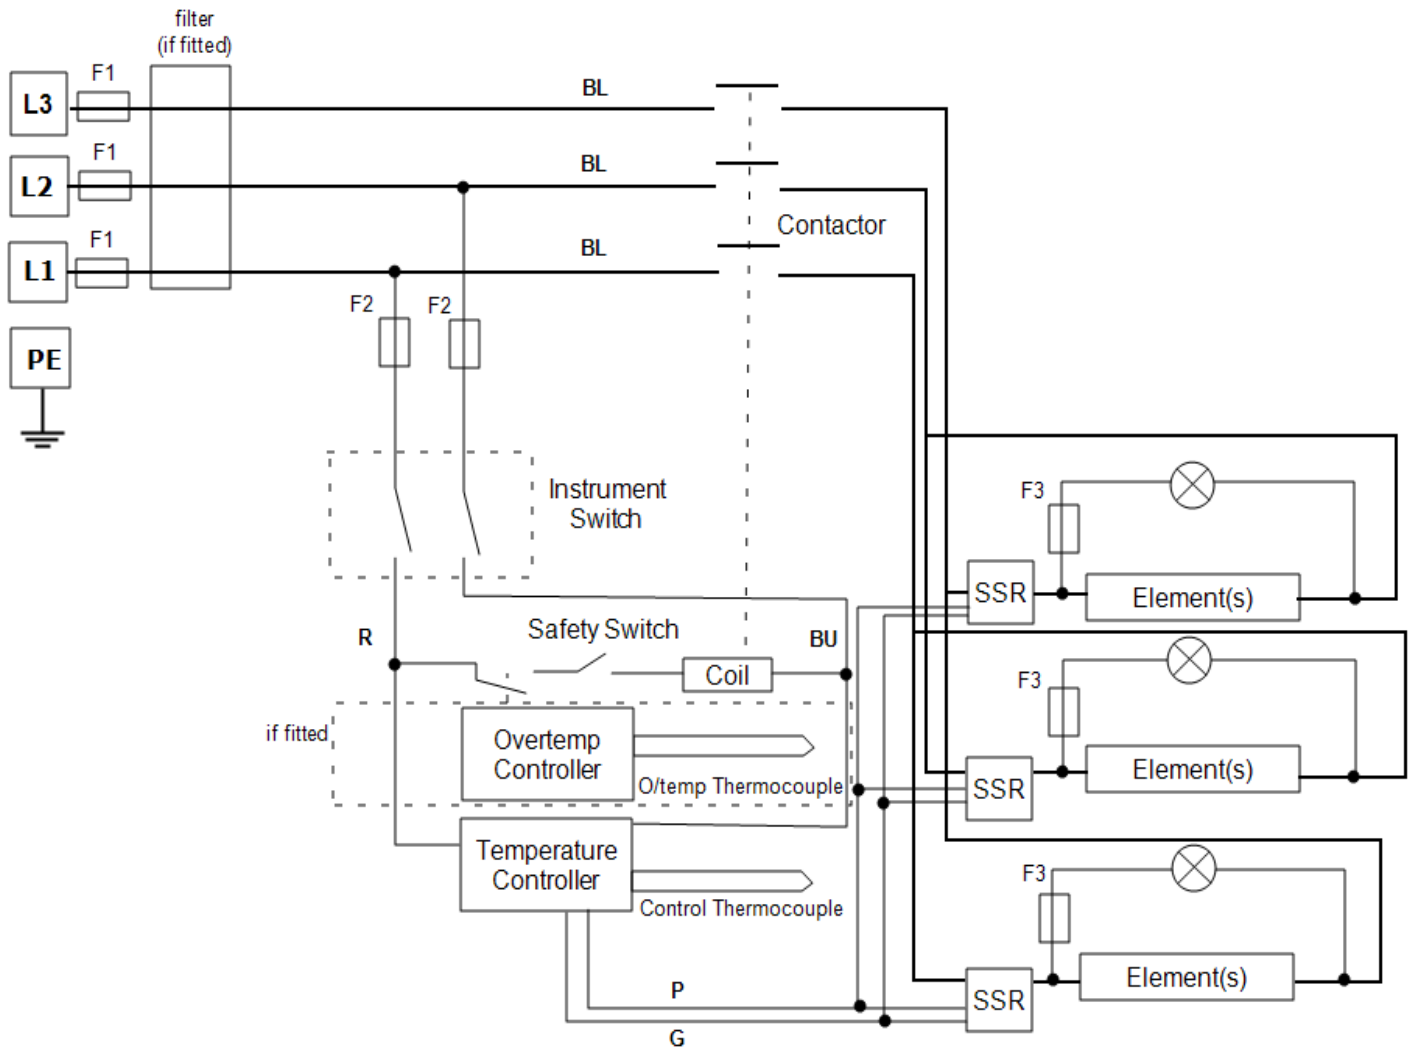 filter
(if fitted)
F1
L3
BL
F1
L2
BL
Contactor
F1
L1
BL
F2
F2
PE
Instrument
Switch
F3
SSR
Element(s)
R
Safety Switch
BU
Coil
F3
if fitted
Overtemp
Controller
O/temp Thermocouple
SSR
Element(s)
Temperature
Controller
Control Thermocouple
F3
SSR
Element(s)
P
G